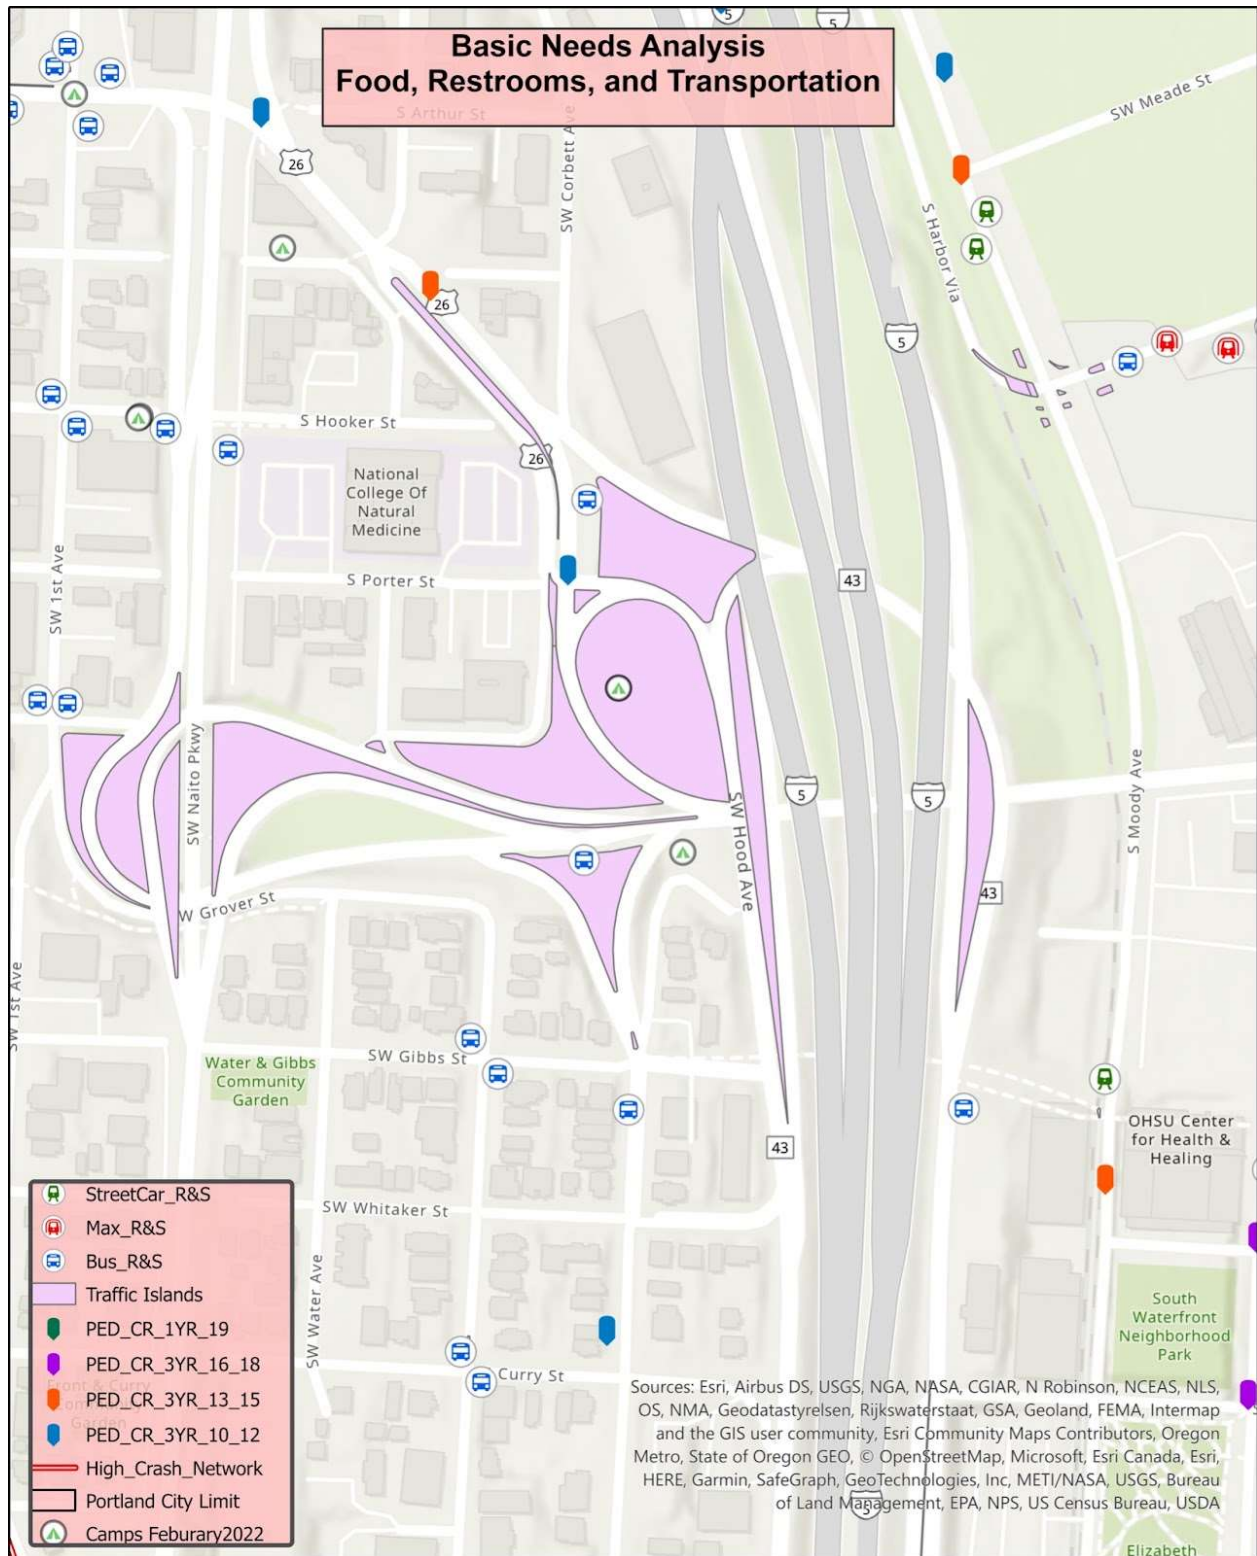 Basic Needs Analysis
Food, Restrooms, and Transportation
5
5
S Arthur St
SW Meade St
26
SW Corbett Ave
S Harbor Via
26
5
S Hooker St
26
National
College Of
Natural
Medicine
SW 1st Ave
S Porter St
43
SW Naito Pkwy
5
5
SW Hood Ave
S Moody Ave
43
W Grover St
SW 1st Ave
SW Gibbs St
Water & Gibbs
Community
Garden
OHSU Center
for Health &
Healing
43
SW Whitaker St
SW Water Ave
South
Waterfront
Neighborhood
Park
Curry St
StreetCar_R&S
Max_R&S
Bus_R&S
Traffic Islands
PED_CR_1YR_19
PED_CR_3YR_16_18
Front & Curry
Community
Garden
PED_CR_3YR_13_15
PED_CR_3YR_10_12
High_Crash_Network
Portland City Limit
Camps Feburary2022
Sources: Esri, Airbus DS, USGS, NGA, NASA, CGIAR, N Robinson, NCEAS, NLS,
OS, NMA, Geodatastyrelsen, Rijkswaterstaat, GSA, Geoland, FEMA, Intermap
and the GIS user community, Esri Community Maps Contributors, Oregon
Metro, State of Oregon GEO, © OpenStreetMap, Microsoft, Esri Canada, Esri,
HERE, Garmin, SafeGraph, GeoTechnologies, Inc, METI/NASA, USGS, Bureau
of Land Management, EPA, NPS, US Census Bureau, USDA
5
Elizabeth